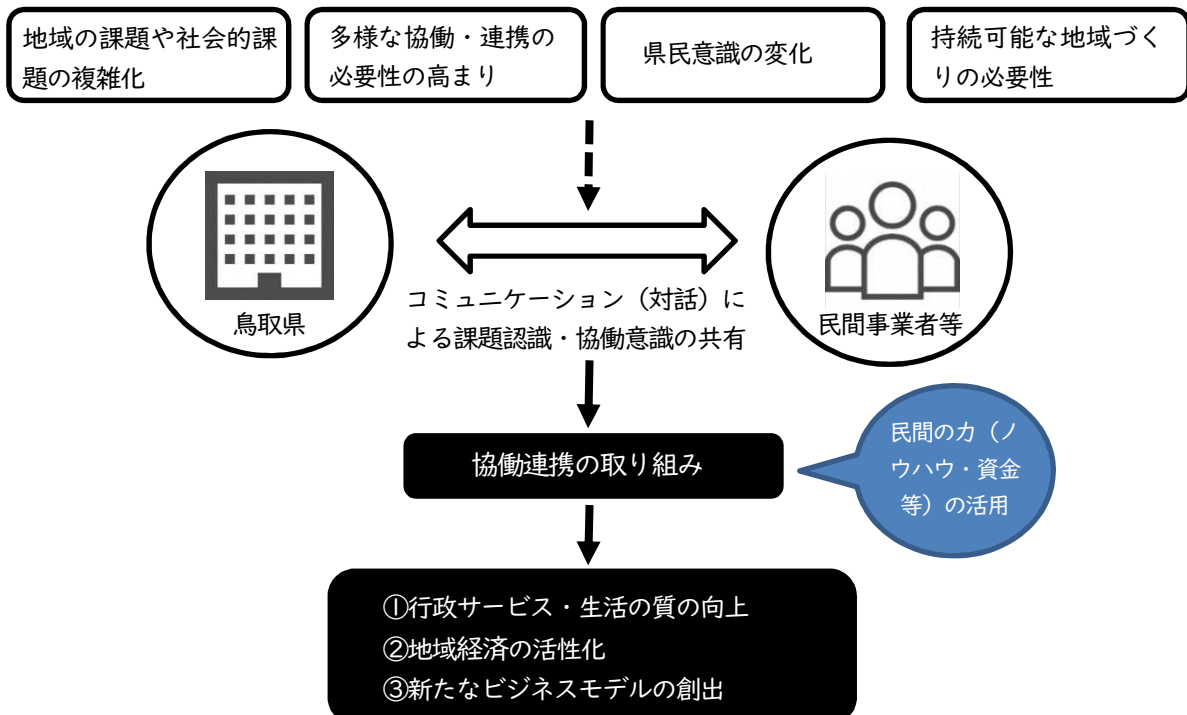 地域の課題や社会的課
題の複雑化
多様な協働・連携の
必要性の高まり
県民意識の変化
持続可能な地域づく
りの必要性
鳥取県
コミュニケーション（対話）に
よる課題認識・協働意識の共有
民間事業者等
協働連携の取り組み
民間の力（ノ
ウハウ・資金
等）の活用
①行政サービス・生活の質の向上
②地域経済の活性化
③新たなビジネスモデルの創出